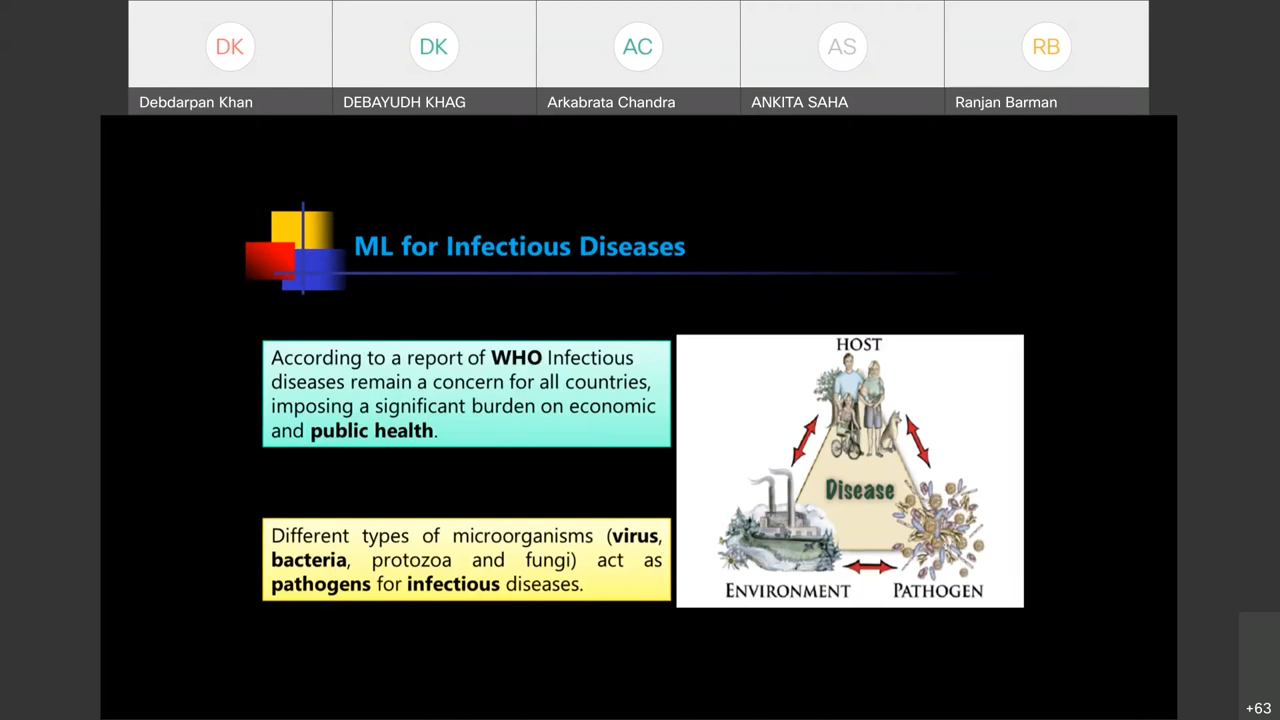 DK
DK
AC
AS
RB
Debdarpan Khan
DEBAYUDH KHAG
Arkabrata Chandra
ANKITA SAHA
Ranjan Barman
ML for Infectious Diseases
According to a report of WHO Infectious
diseases remain a concern for all countries,
imposing a significant burden on economic
and public health.
Different types of microorganisms (virus,
bacteria, protozoa and fungi) act as
pathogens for infectious diseases.
HOST
Disease
ENVIRONMENT
PATHOGEN
+63